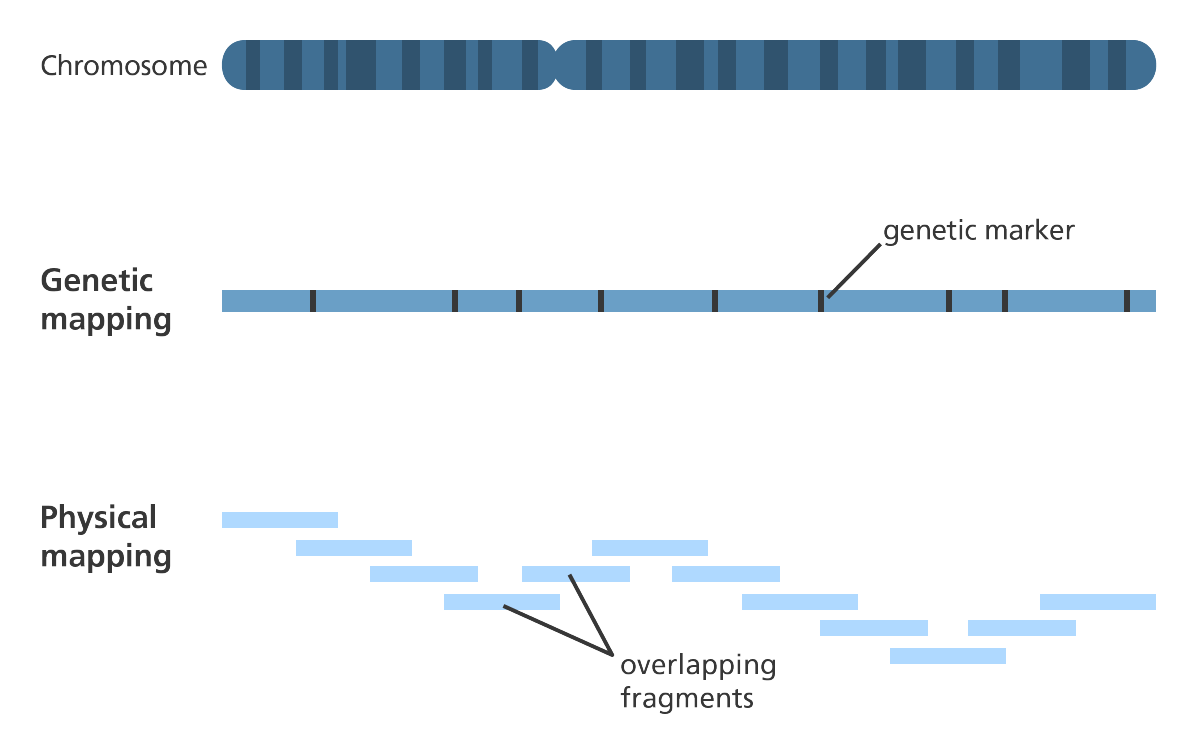 Chromosome
genetic marker
Genetic
mapping
Physical
mapping
overlapping
fragments